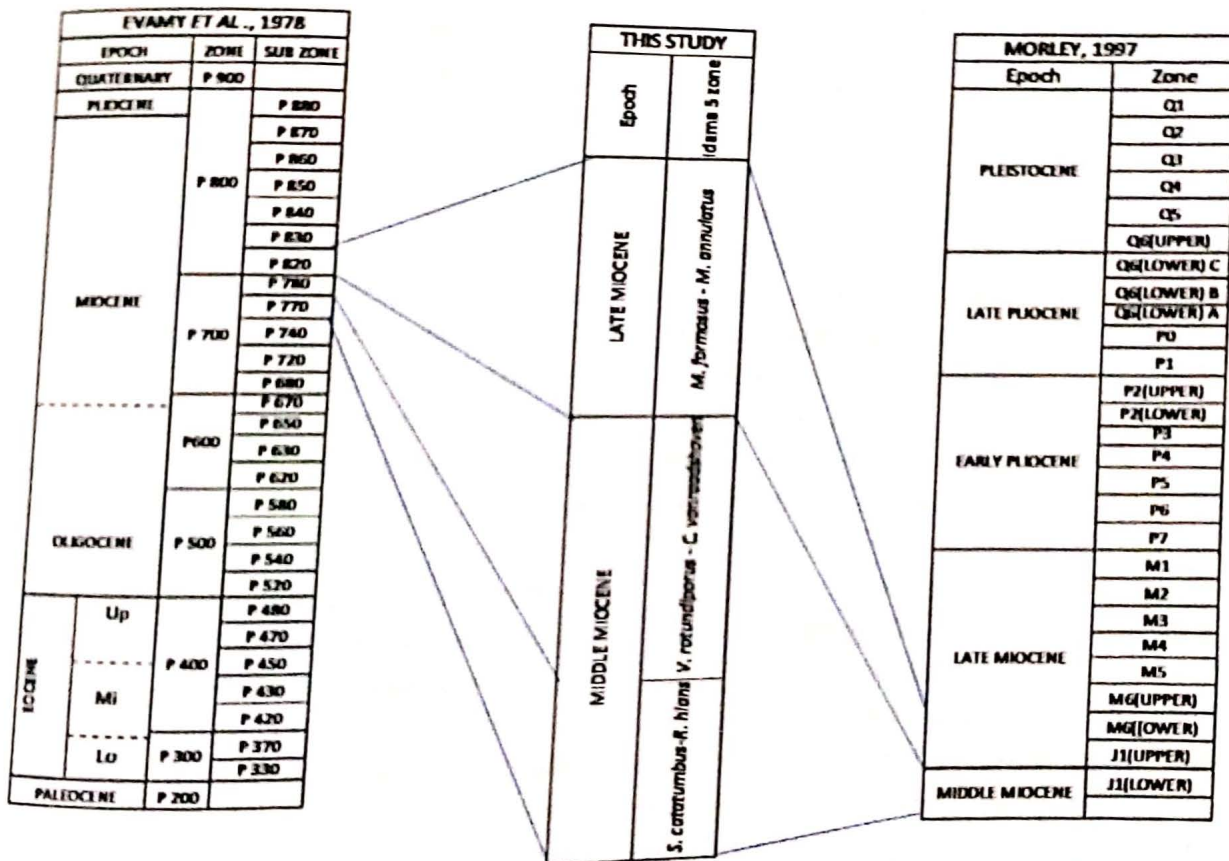 EVAMY ET AL ., 1978
EPOCH ZONE SUB ZONE
QUATERNARY P 900
PLIOCENE
MIOCENE
OLIGOCENE
EOCENE
Up
Mi
Lo
PALEOCENE P 200
P 800
P 700
P600
P 500
P 400
P 300
P 880
P 870
P 860
P 850
P 840
P 830
P 820
P 780
P 770
P 740
P 720
P 680
P 670
P 650
P 630
P 620
P 580
P 560
P 540
P 520
P 480
P 470
P 450
P 430
P 420
P 370
P 330
THIS STUDY
Epoch
Idama 5 zone
LATE MIOCENE
M. formosus - M. annulatus
MIDDLE MIOCENE
V. rotundiporus - C. vanraadshoven
S. catatumbus-R. hians
MORLEY, 1997
Epoch Zone
PLEISTOCENE
Q1
Q2
Q3
Q4
Q5
Q6(UPPER)
LATE PLIOCENE
Q6(LOWER) C
Q6(LOWER) B
Q6(LOWER) A
P0
P1
EARLY PLIOCENE
P2(UPPER)
P2(LOWER)
P3
P4
P5
P6
P7
LATE MIOCENE
M1
M2
M3
M4
M5
M6(UPPER)
M6([OWER)
J1(UPPER)
MIDDLE MIOCENE
J1(LOWER)